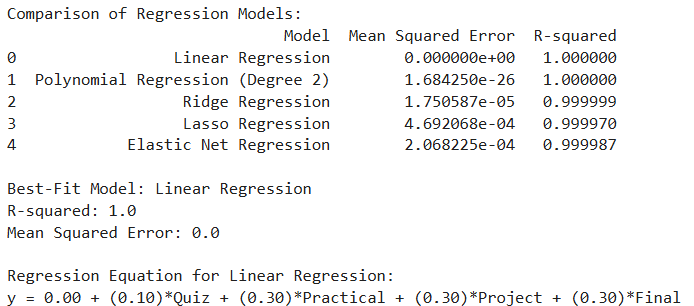 Comparison of Regression Models:
Model Mean Squared Error R-squared
0 Linear Regression 0.000000e+00 1.000000
1 Polynomial Regression (Degree 2) 1.684250e-26 1.000000
2 Ridge Regression 1.750587e-05 0.999999
3 Lasso Regression 4.692068e-04 0.999970
4 Elastic Net Regression 2.068225e-04 0.999987
Best-Fit Model: Linear Regression
R-squared: 1.0
Mean Squared Error: 0.0
Regression Equation for Linear Regression:
y = 0.00 + (0.10)*Quiz + (0.30)*Practical + (0.30)*Project + (0.30)*Final